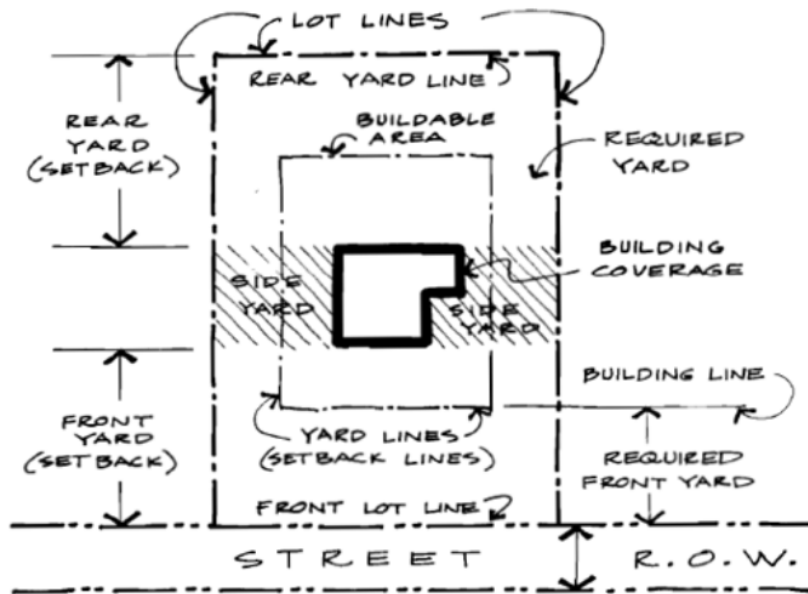 LOT LINES
REAR YARD LINE
REAR
YARD
(SETBACK)
BUILDABLE
AREA
REQUIRED
YARD
BUILDING
COVERAGE
SIDE
YARD
SIDE
YARD
BUILDING LINE
FRONT
YARD
(SETBACK)
YARD LINES
(SETBACK LINES)
REQUIRED
FRONT YARD
FRONT LOT LINE
STREET R.O.W.